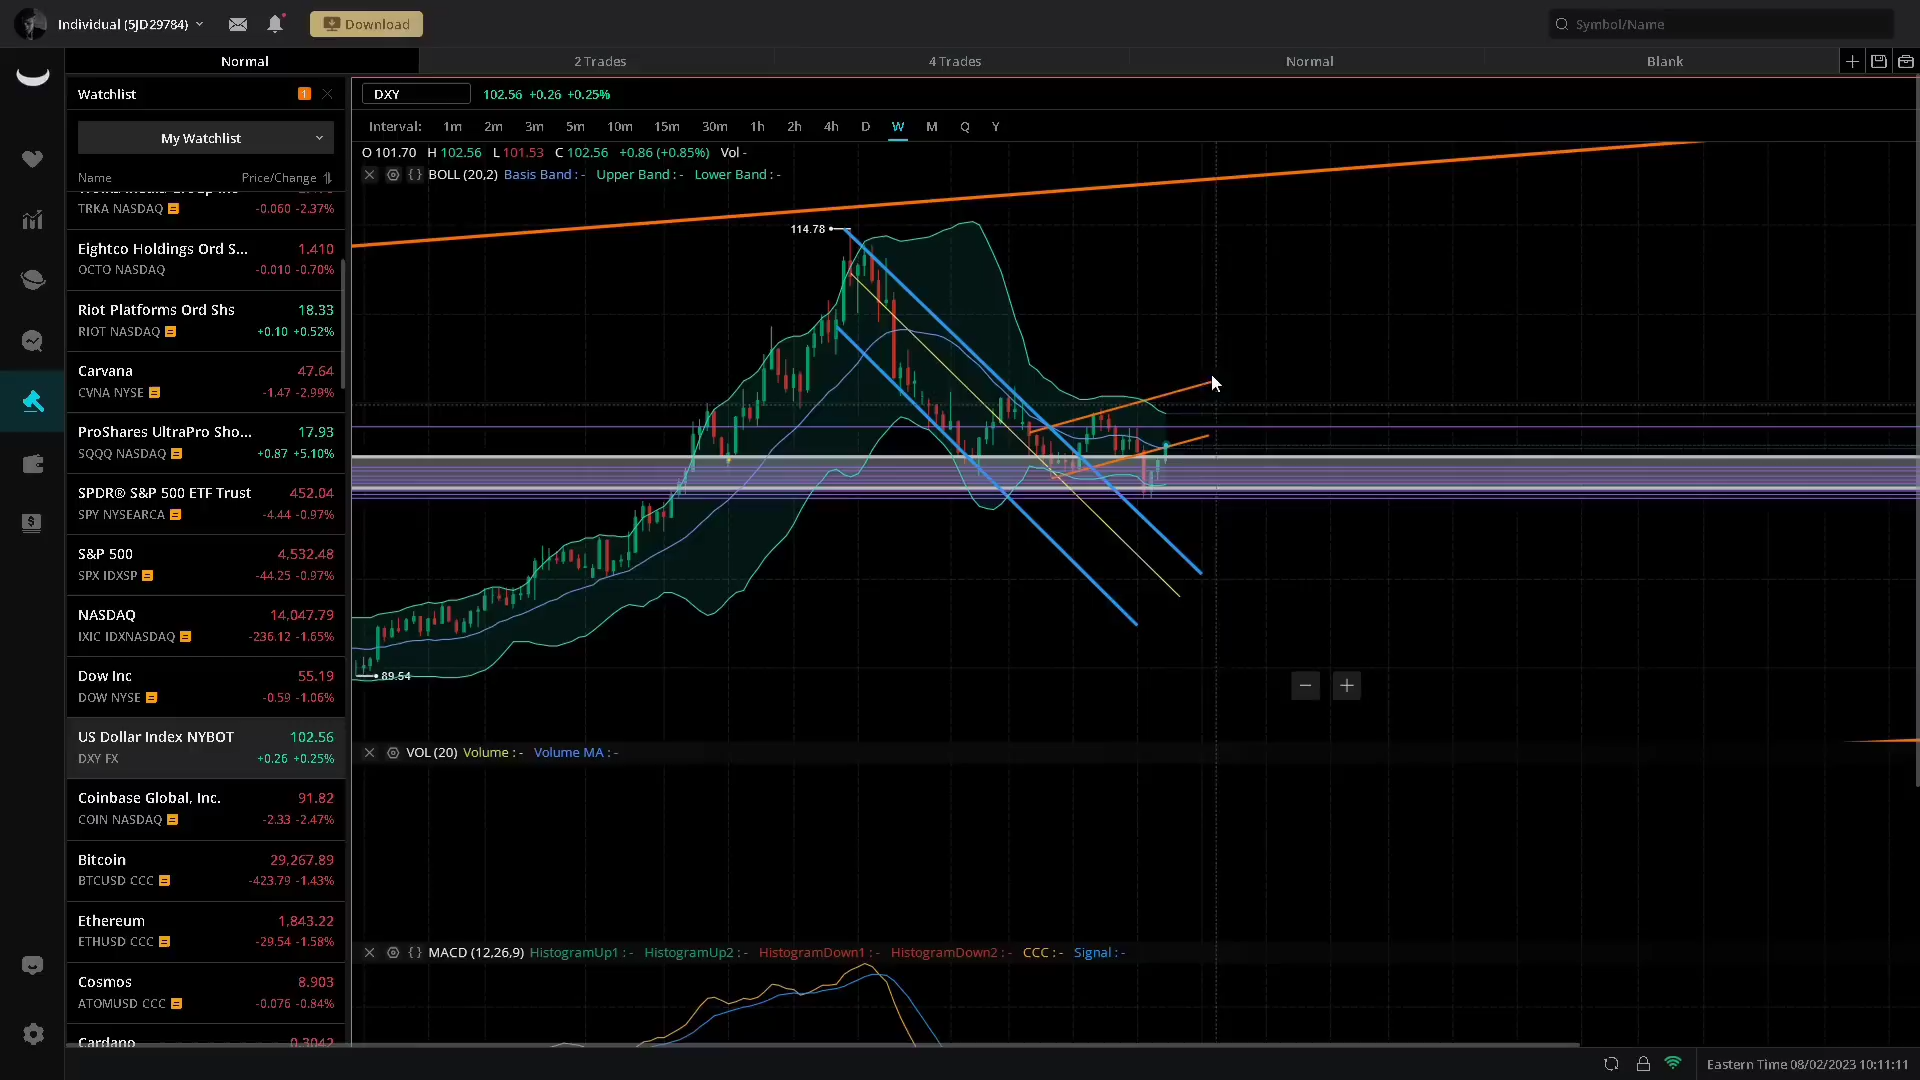 Individual (5JD29784)
Download
Symbol/Name
Normal
2 Trades
4 Trades
Normal
Blank
Watchlist
1
My Watchlist
Name Price/Change
TRKA NASDAQ -0.060 -2.37%
Eightco Holdings Ord S... 1.410
OCTO NASDAQ -0.010 -0.70%
Riot Platforms Ord Shs 18.33
RIOT NASDAQ +0.10 +0.52%
Carvana 47.64
CVNA NYSE -1.47 -2.99%
ProShares UltraPro Sho... 17.93
SQQQ NASDAQ +0.87 +5.10%
SPDR® S&P 500 ETF Trust 452.04
SPY NYSEARCA -4.44 -0.97%
S&P 500 4,532.48
SPX IDXSP -44.25 -0.97%
NASDAQ 14,047.79
IXIC IDXNASDAQ -236.12 -1.65%
Dow Inc 55.19
DOW NYSE -0.59 -1.06%
US Dollar Index NYBOT 102.56
DXY FX +0.26 +0.25%
Coinbase Global, Inc. 91.82
COIN NASDAQ -2.33 -2.47%
Bitcoin 29,267.89
BTCUSD CCC -423.79 -1.43%
Ethereum 1,843.22
ETHUSD CCC -29.54 -1.58%
Cosmos 8.903
ATOMUSD CCC -0.076 -0.84%
Cardano 0.3042
DXY 102.56 +0.26 +0.25%
Interval: 1m 2m 3m 5m 10m 15m 30m 1h 2h 4h D W M Q Y
O 101.70 H 102.56 L 101.53 C 102.56 +0.86 (+0.85%) Vol -
BOLL (20,2) Basis Band : - Upper Band : - Lower Band : -
114.78
89.54
VOL (20) Volume : - Volume MA : -
MACD (12,26,9) HistogramUp1 : - HistogramUp2 : - HistogramDown1 : - HistogramDown2 : - CCC : - Signal : -
Eastern Time 08/02/2023 10:11:11